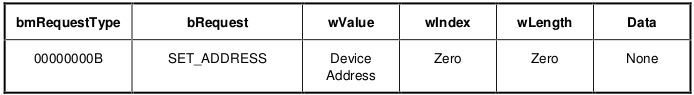 bmRequestType bRequest wValue wIndex wLength Data
00000000B SET_ADDRESS Device Zero Zero None
Address